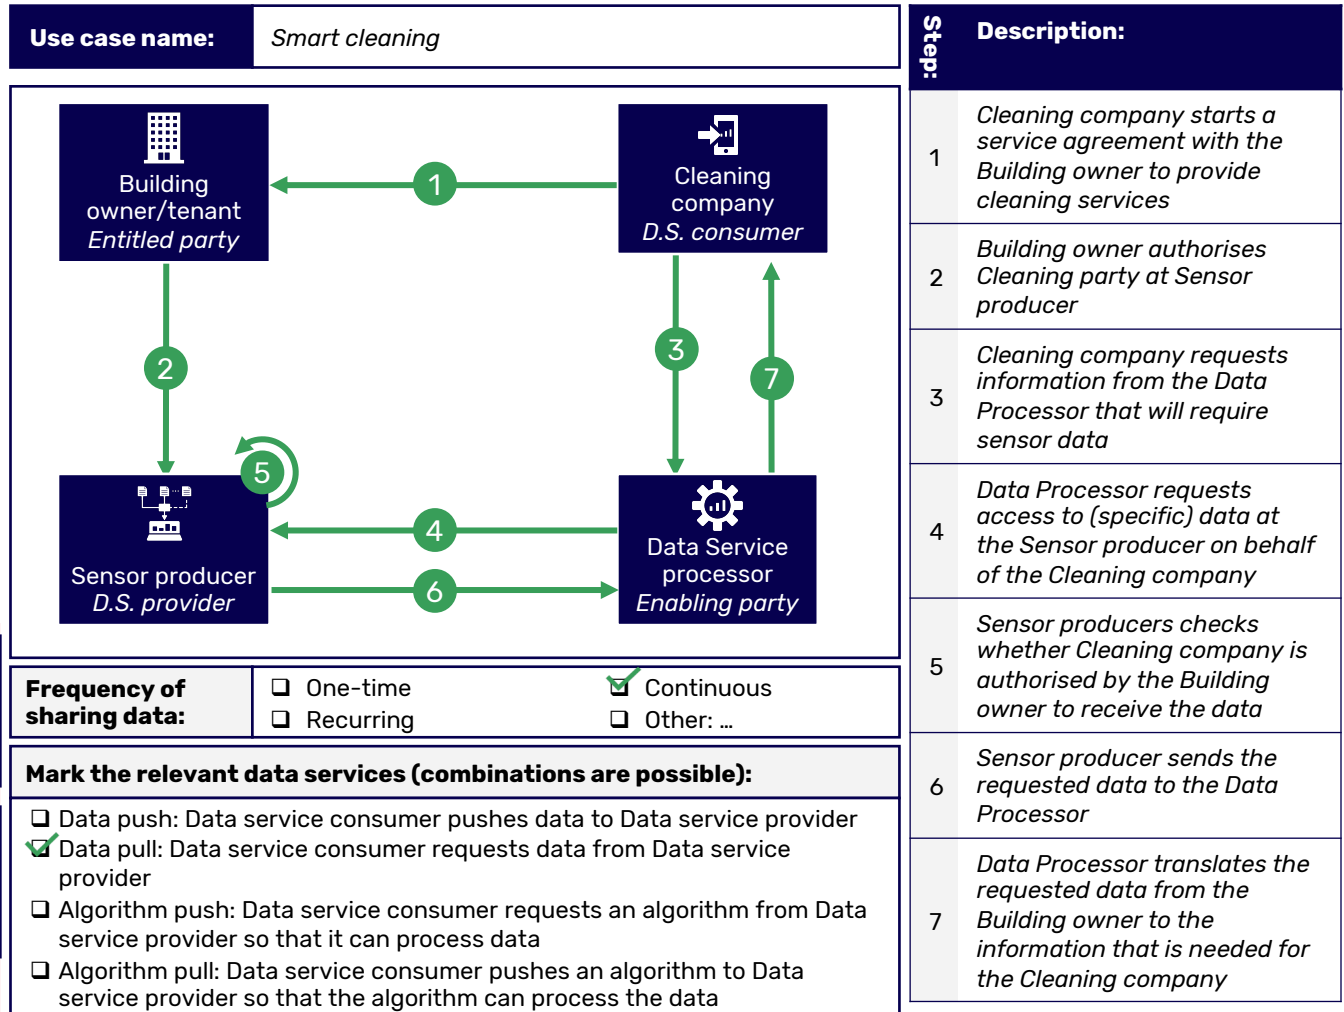 Use case name:
Smart cleaning
Building
owner/tenant
Entitled party
1
Cleaning
company
D.S. consumer
2
3
7
5
Sensor producer
D.S. provider
4
6
Data Service
processor
Enabling party
Frequency of
sharing data:
One-time
Continuous
Recurring
Other: ...
Mark the relevant data services (combinations are possible):
Data push: Data service consumer pushes data to Data service provider
Data pull: Data service consumer requests data from Data service
provider
Algorithm push: Data service consumer requests an algorithm from Data
service provider so that it can process data
Algorithm pull: Data service consumer pushes an algorithm to Data
service provider so that the algorithm can process the data
Step:
Description:
1
Cleaning company starts a
service agreement with the
Building owner to provide
cleaning services
2
Building owner authorises
Cleaning party at Sensor
producer
3
Cleaning company requests
information from the Data
Processor that will require
sensor data
4
Data Processor requests
access to (specific) data at
the Sensor producer on behalf
of the Cleaning company
5
Sensor producers checks
whether Cleaning company is
authorised by the Building
owner to receive the data
6
Sensor producer sends the
requested data to the Data
Processor
7
Data Processor translates the
requested data from the
Building owner to the
information that is needed for
the Cleaning company